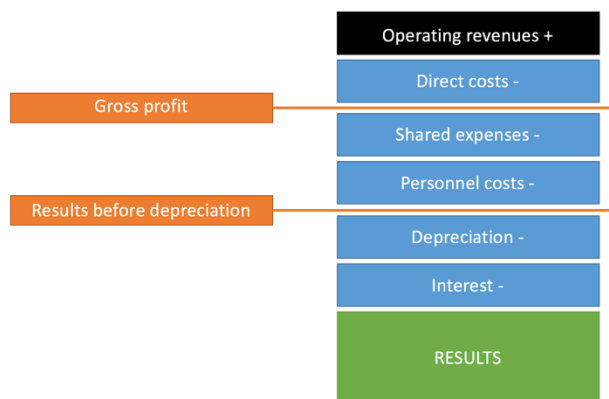 Operating revenues +
Direct costs -
Gross profit
Shared expenses -
Personnel costs -
Results before depreciation
Depreciation -
Interest -
RESULTS